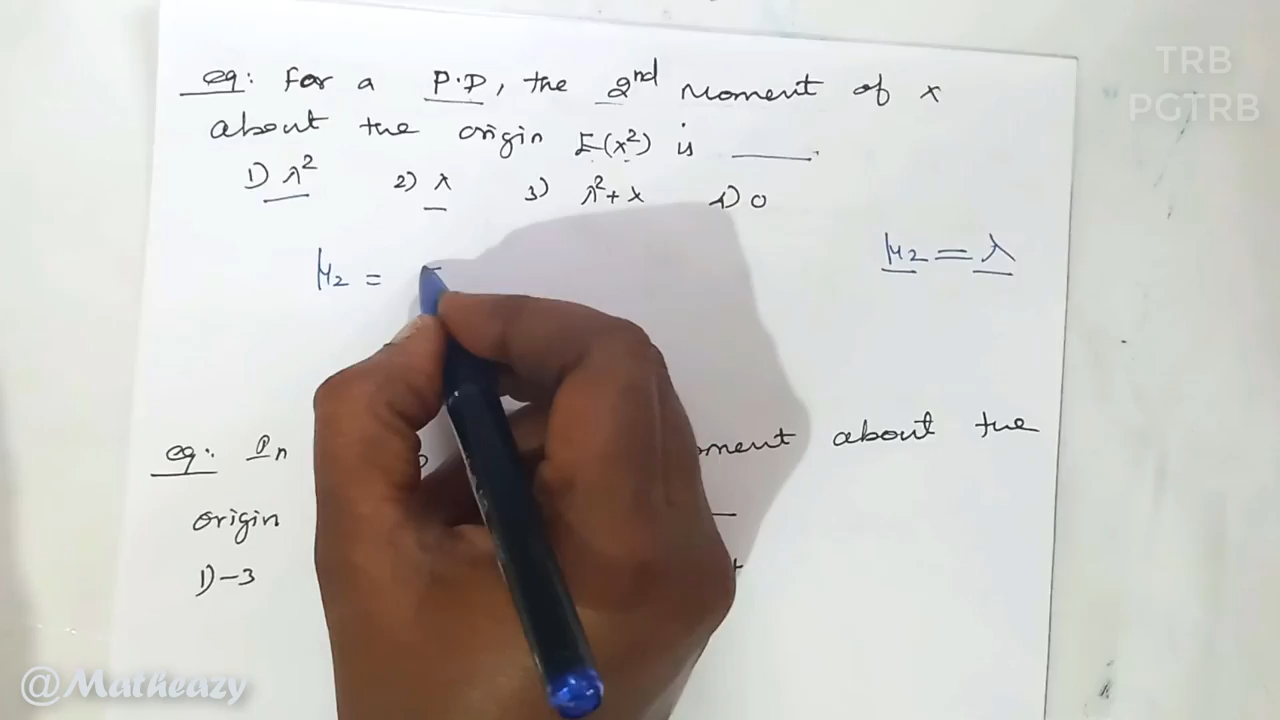 TRB
PGTRB
eg: For a P.D, the 2nd Moment of x
about the origin E(x²) is ____.
1) λ² 2) λ 3) λ²+λ 4) 0
μ₂ = μ₂ = λ
eg: In moment about the
origin
1) -3
@Matheazy